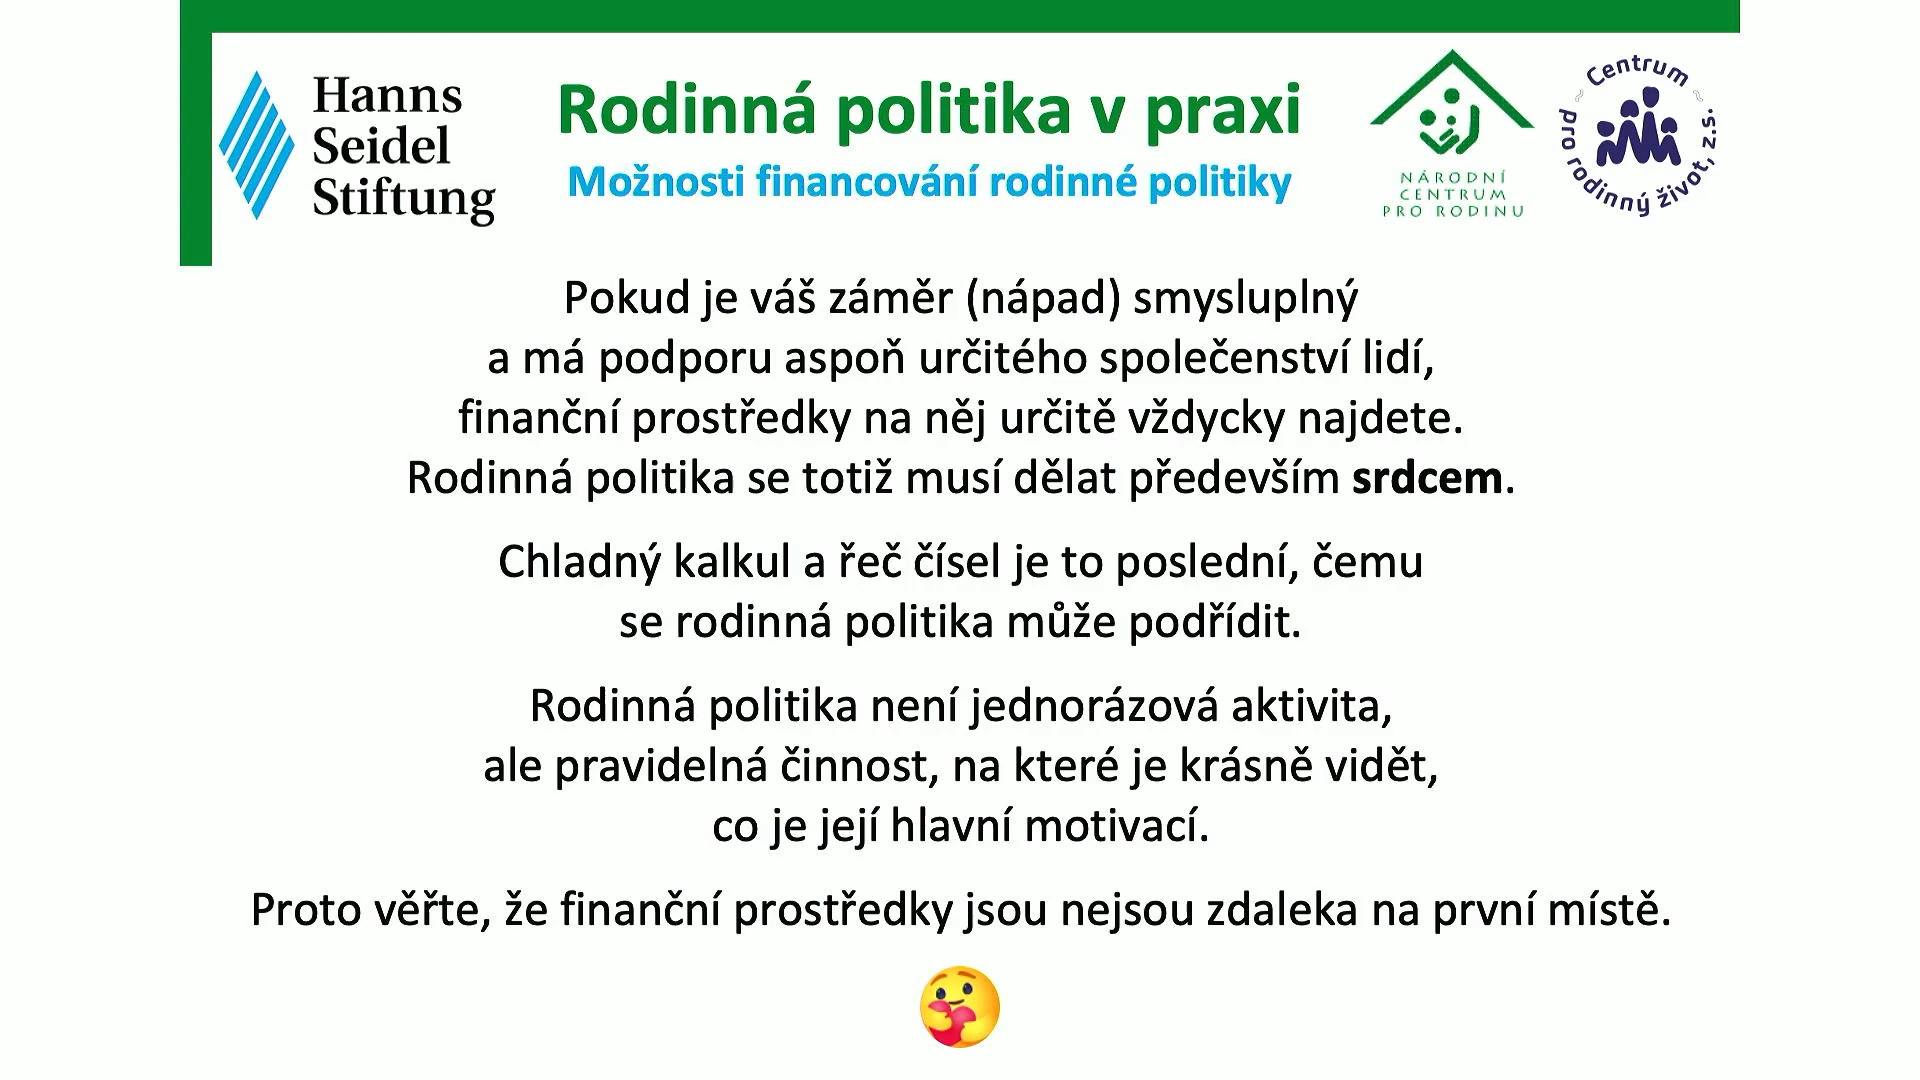 Hanns
Seidel
Stiftung
Rodinná politika v praxi
Možnosti financování rodinné politiky
NÁRODNÍ
CENTRUM
PRO RODINU
Centrum
pro rodinný život, z.s.
Pokud je váš záměr (nápad) smysluplný
a má podporu aspoň určitého společenství lidí,
finanční prostředky na něj určitě vždycky najdete.
Rodinná politika se totiž musí dělat především srdcem.
Chladný kalkul a řeč čísel je to poslední, čemu
se rodinná politika může podřídit.
Rodinná politika není jednorázová aktivita,
ale pravidelná činnost, na které je krásně vidět,
co je její hlavní motivací.
Proto věřte, že finanční prostředky jsou nejsou zdaleka na první místě.